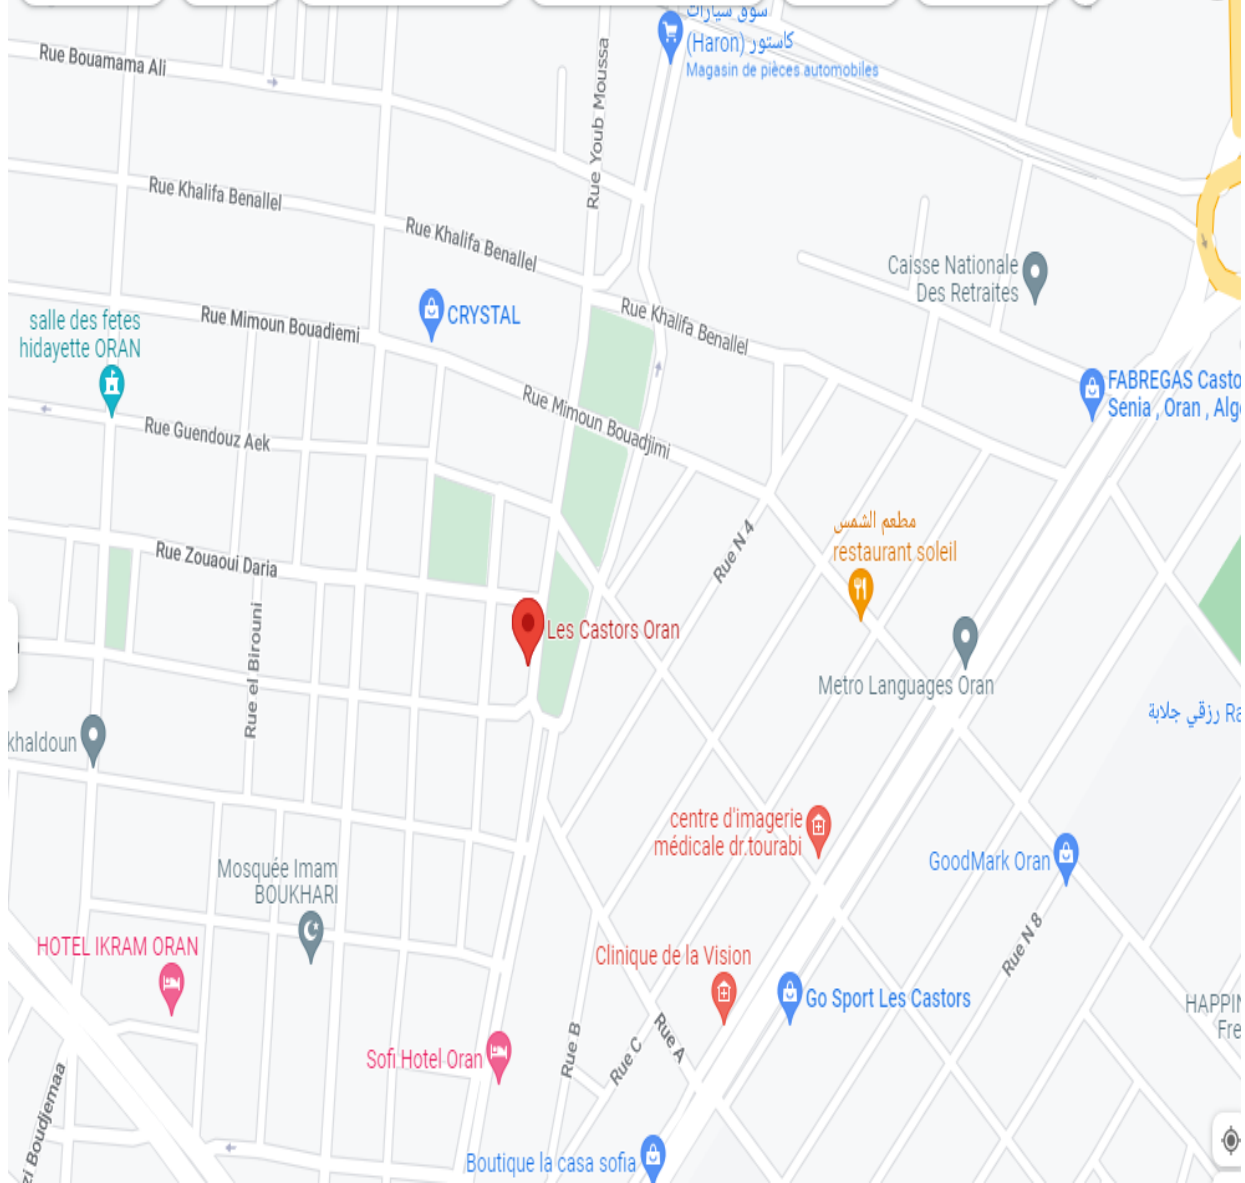 سوق سيارات
كاستور (Haron)
Magasin de pièces automobiles
Rue Bouamama Ali
Rue Youb Moussa
Rue Khalifa Benallel
Rue Khalifa Benallel
Caisse Nationale
Des Retraites
Rue Khalifa Benallel
salle des fetes
hidayette ORAN
Rue Mimoun Bouadiemi
CRYSTAL
FABREGAS Casto
Senia , Oran , Alg
Rue Mimoun Bouadjimi
Rue Guendouz Aek
مطعم الشمس
restaurant soleil
Rue N 4
Rue Zouaoui Daria
Les Castors Oran
Rue el Birouni
Metro Languages Oran
رزقي جلابة Ra
khaldoun
centre d'imagerie
médicale dr.tourabi
GoodMark Oran
Mosquée Imam
BOUKHARI
HOTEL IKRAM ORAN
Clinique de la Vision
Rue N 8
Go Sport Les Castors
HAPPIN
Fre
Sofi Hotel Oran
Rue B
Rue C
Rue A
zi Boudjemaa
Boutique la casa sofia